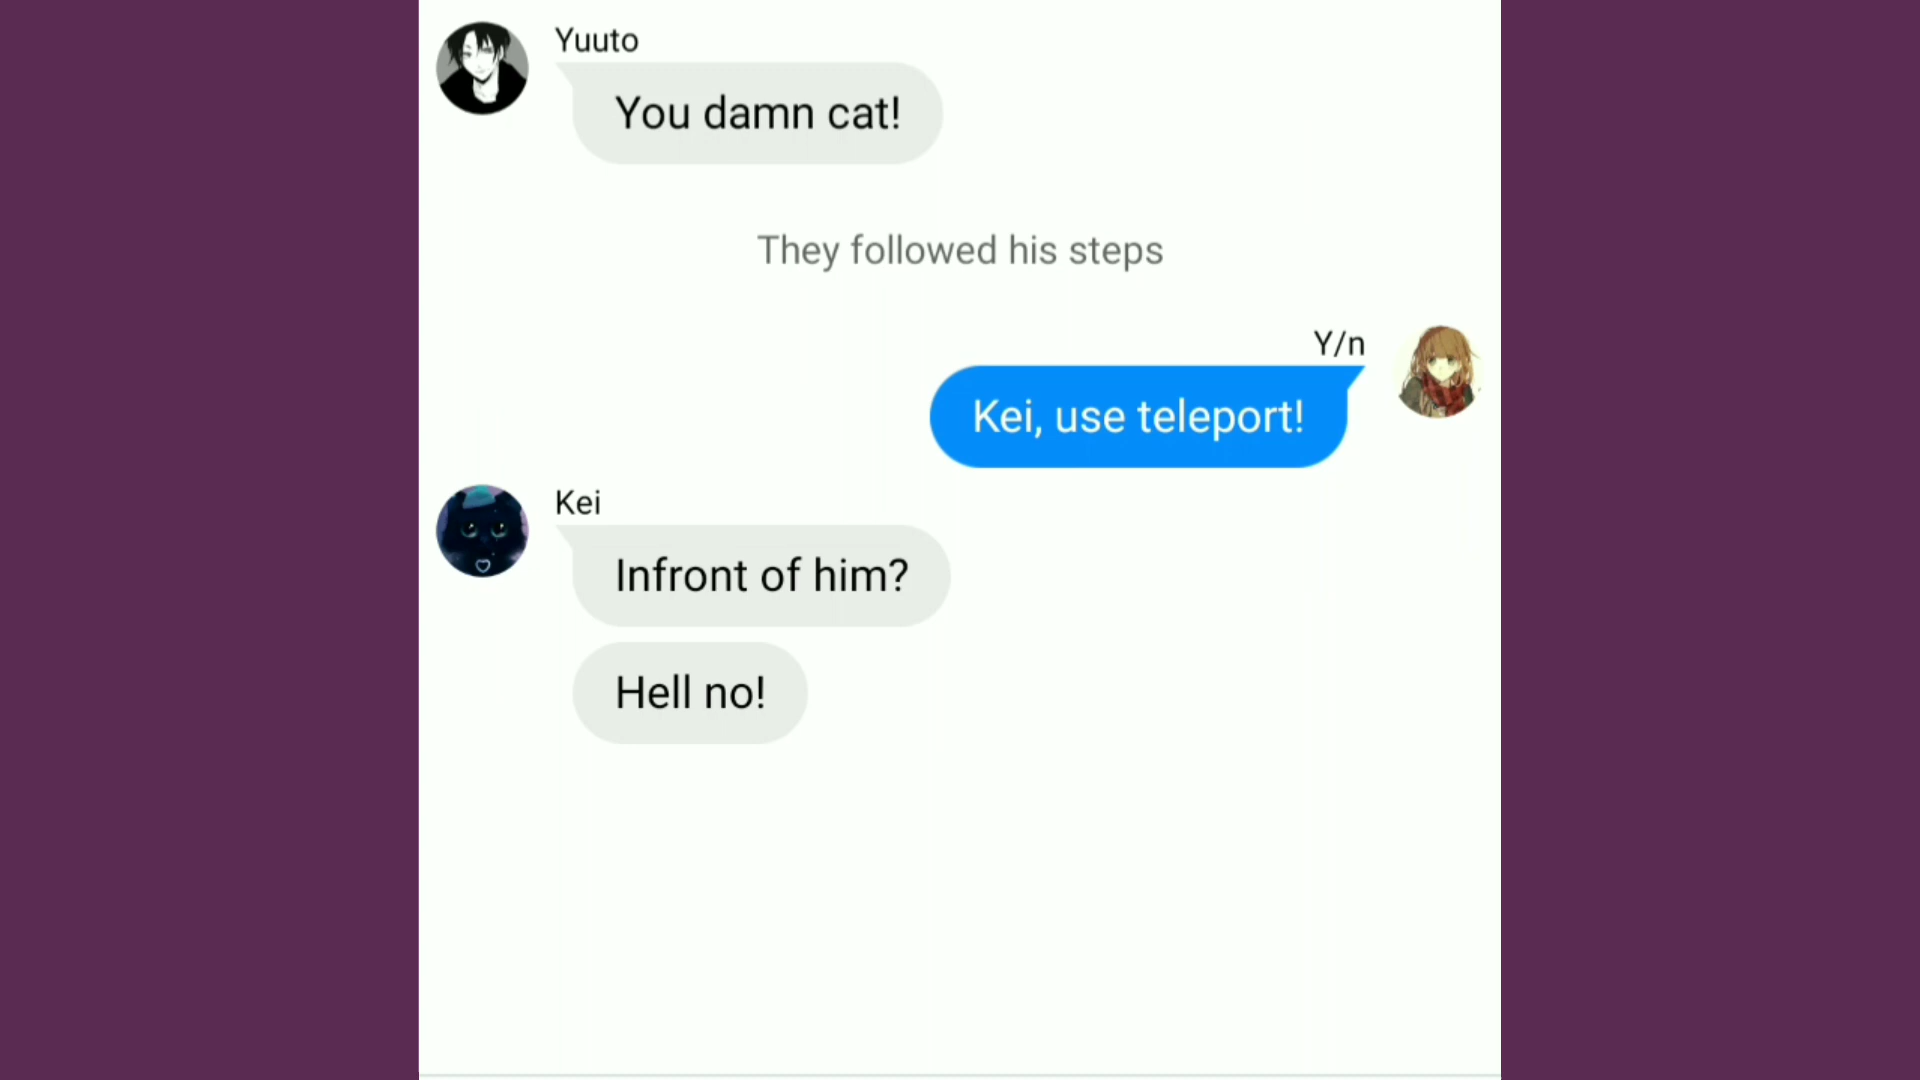 Yuuto
You damn cat!
They followed his steps
Y/n
Kei, use teleport!
Kei
Infront of him?
Hell no!